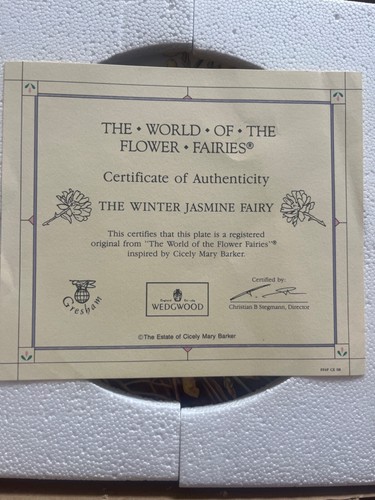 THE • WORLD • OF • THE
FLOWER • FAIRIES®
Certificate of Authenticity
THE WINTER JASMINE FAIRY
This certifies that this plate is a registered
original from "The World of the Flower Fairies"®
inspired by Cicely Mary Barker.
Certified by:
Gresham
WEDGWOOD
Christian B Stegmann, Director
©The Estate of Cicely Mary Barker